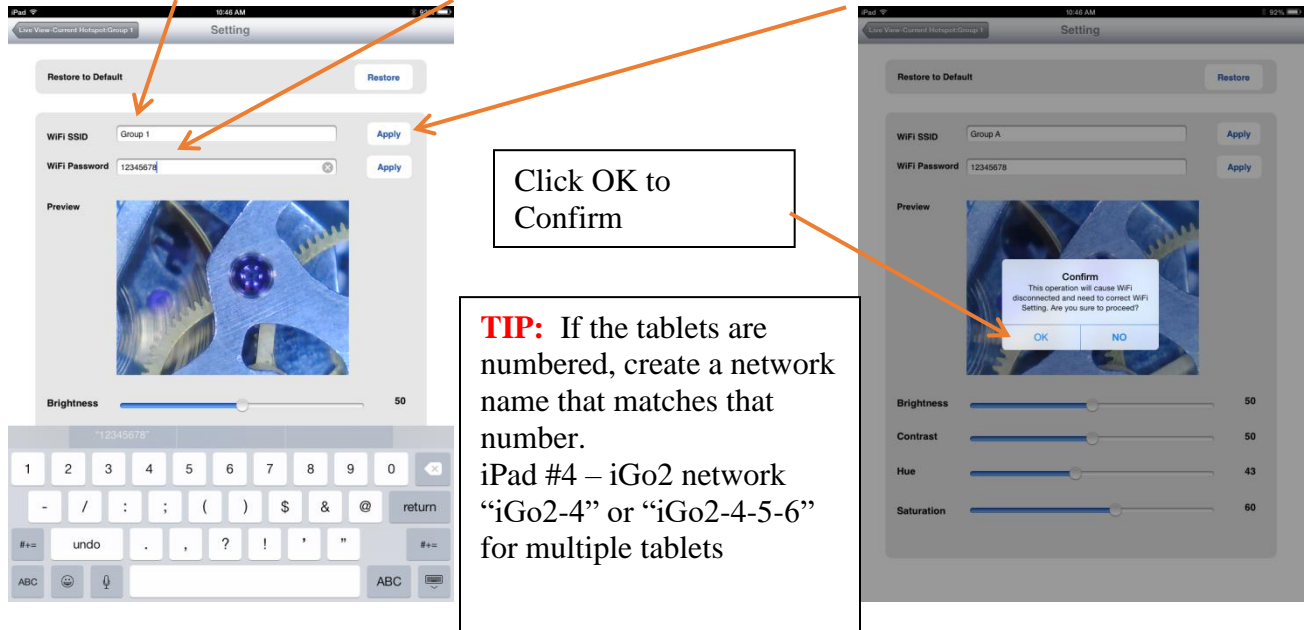 iPad 10:46 AM 92%
Live View-Current Hotspot:Group 1 Setting
Restore to Default Restore
WiFi SSID Group 1 Apply
WiFi Password 12345678 Apply
Preview
Brightness 50
"12345678"
1 2 3 4 5 6 7 8 9 0
- / : ; ( ) $ & @ return
#+= undo . , ? ! ' " #+=
ABC ABC
Click OK to
Confirm
TIP: If the tablets are
numbered, create a network
name that matches that
number.
iPad #4 – iGo2 network
“iGo2-4” or “iGo2-4-5-6”
for multiple tablets
iPad 10:46 AM 92%
Live View-Current Hotspot:Group 1 Setting
Restore to Default Restore
WiFi SSID Group A Apply
WiFi Password 12345678 Apply
Preview
Confirm
This operation will cause WiFi
disconnected and need to correct WiFi
Setting. Are you sure to proceed?
OK NO
Brightness 50
Contrast 50
Hue 43
Saturation 60